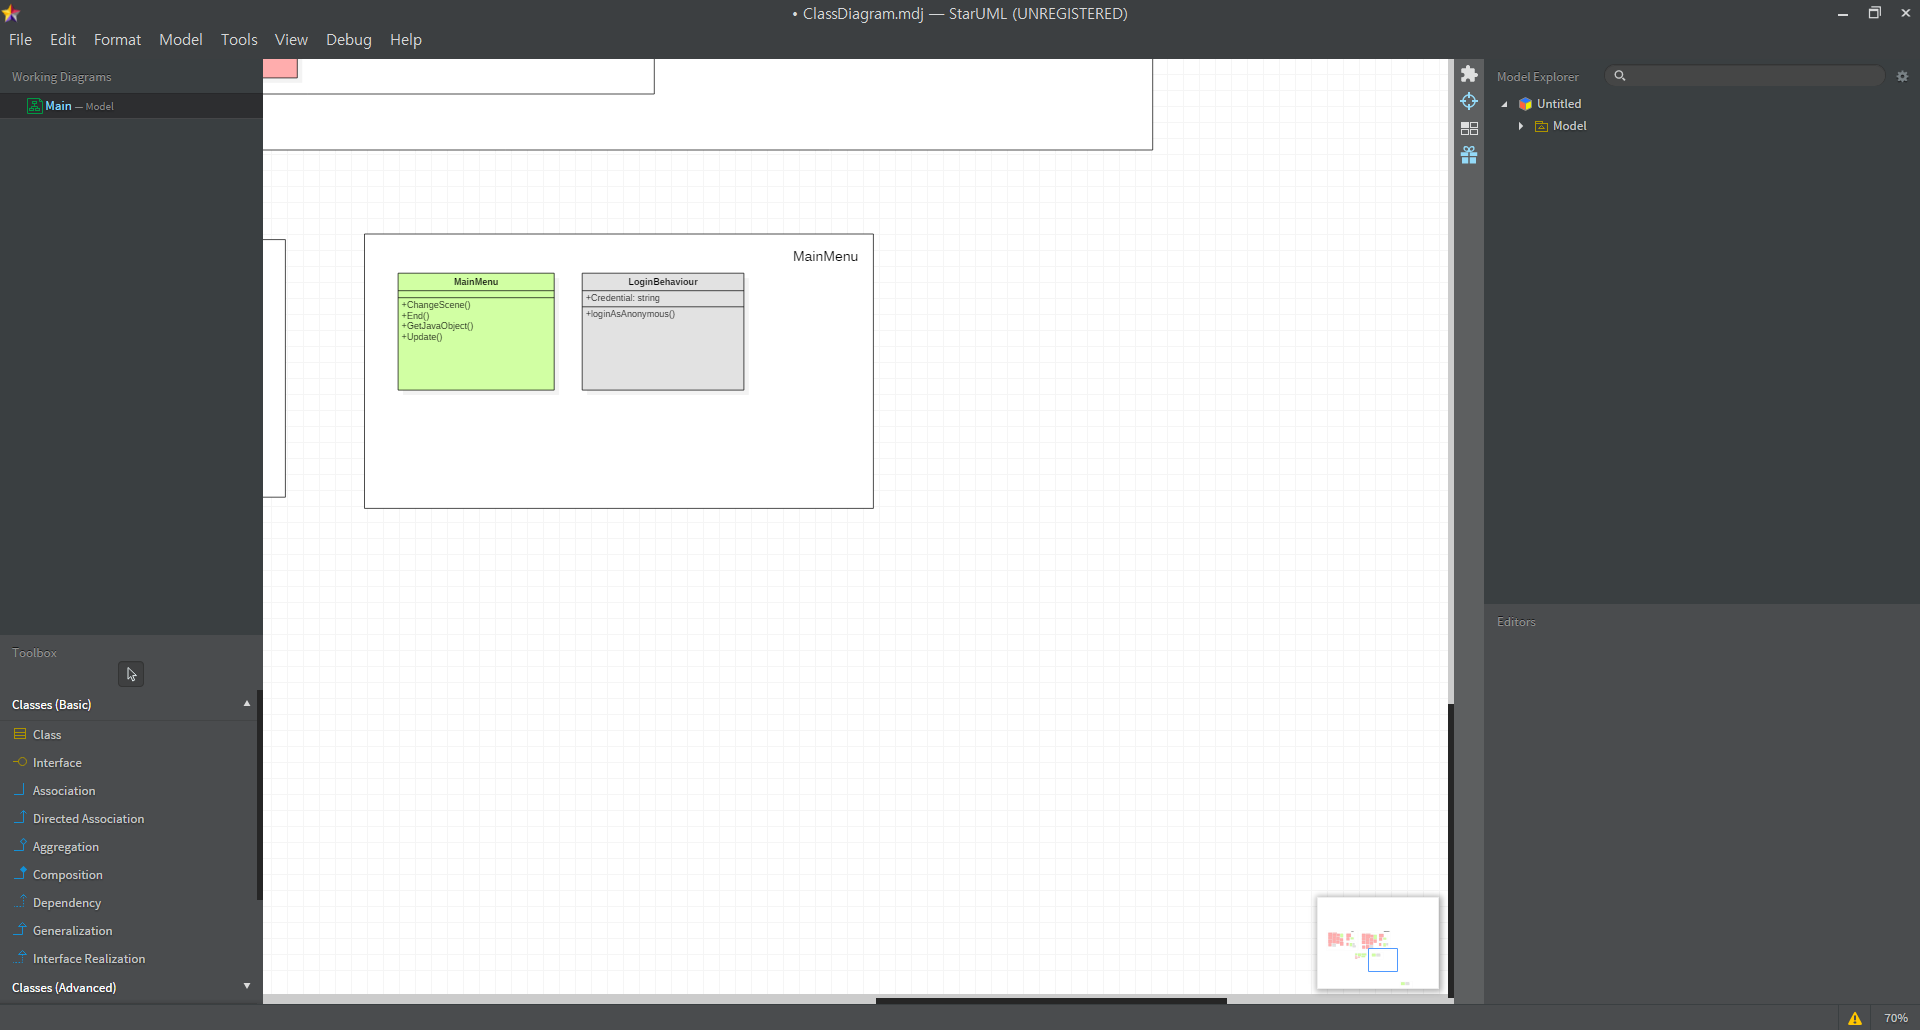 • ClassDiagram.mdj — StarUML (UNREGISTERED)
File Edit Format Model Tools View Debug Help
Working Diagrams
Main — Model
Toolbox
Classes (Basic)
Class
Interface
Association
Directed Association
Aggregation
Composition
Dependency
Generalization
Interface Realization
Classes (Advanced)
MainMenu
MainMenu
+ChangeScene()
+End()
+GetJavaObject()
+Update()
LoginBehaviour
+Credential: string
+loginAsAnonymous()
Model Explorer
Untitled
Model
Editors
70%